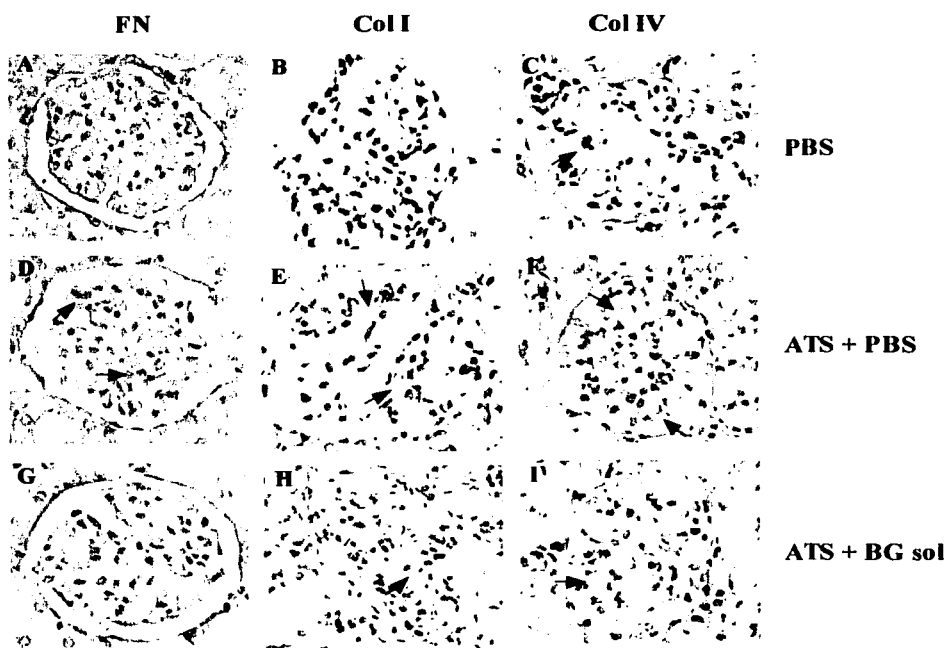 FN Col I Col IV
A B C PBS
D E F ATS + PBS
G H I ATS + BG sol